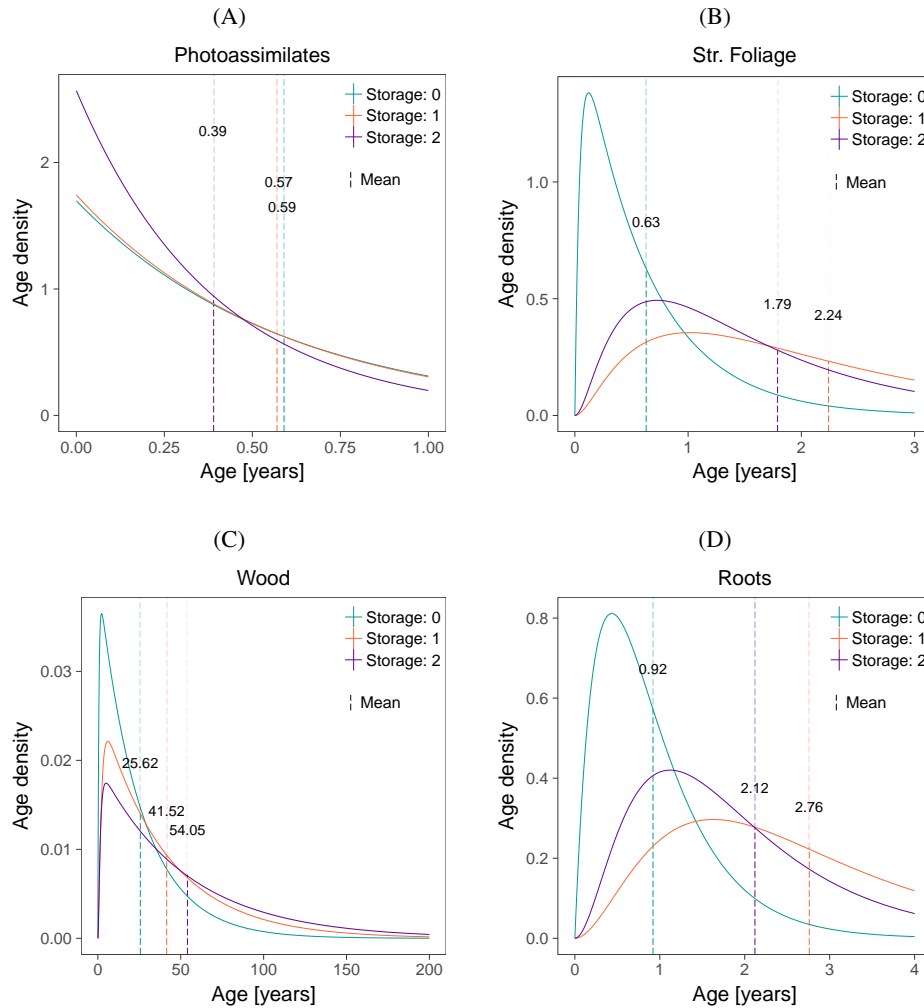 (A)
Photoassimilates
Storage: 0
Storage: 1
Storage: 2
Mean
0.39
0.57
0.59
Age density
2
1
0
0.00 0.25 0.50 0.75 1.00
Age [years]
(B)
Str. Foliage
Storage: 0
Storage: 1
Storage: 2
Mean
0.63
1.79
2.24
Age density
1.0
0.5
0.0
0 1 2 3
Age [years]
(C)
Wood
Storage: 0
Storage: 1
Storage: 2
Mean
25.62
41.52
54.05
Age density
0.03
0.02
0.01
0.00
0 50 100 150 200
Age [years]
(D)
Roots
Storage: 0
Storage: 1
Storage: 2
Mean
0.92
2.12
2.76
Age density
0.8
0.6
0.4
0.2
0.0
0 1 2 3 4
Age [years]